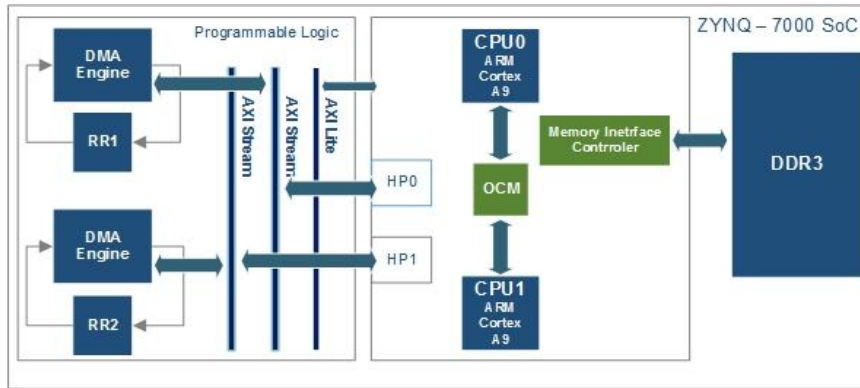 Programmable Logic
ZYNQ – 7000 SoC
DMA
Engine
RR1
AXI Stream
AXI Stream
AXI Lite
CPU0
ARM
Cortex
A9
Memory Inetrface
Contrroler
DDR3
HP0
OCM
DMA
Engine
RR2
HP1
CPU1
ARM
Cortex
A9